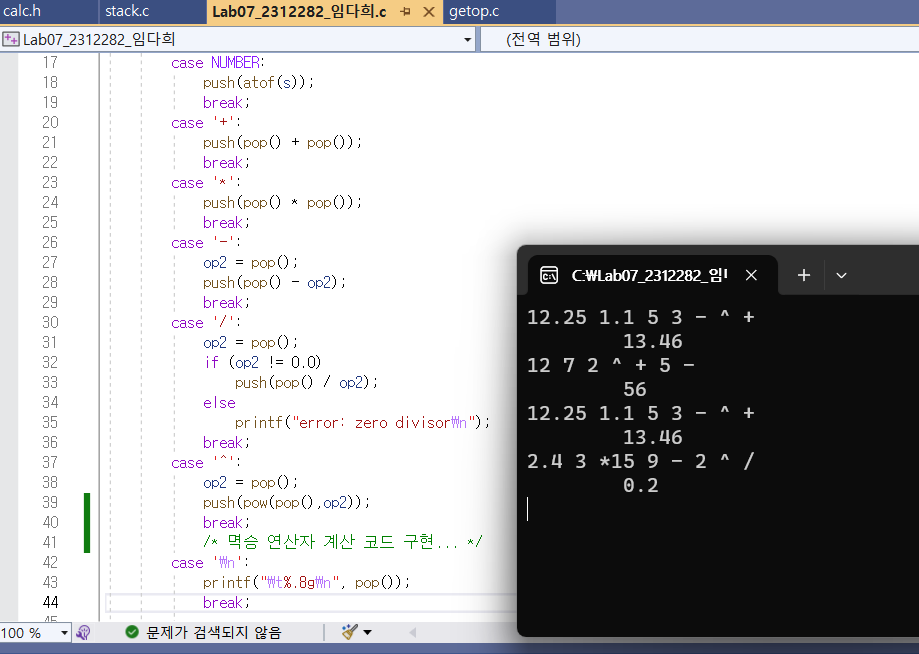 calc.h stack.c Lab07_2312282_임다희.c getop.c
Lab07_2312282_임다희 (전역 범위)
17 case NUMBER:
18 push(atof(s));
19 break;
20 case '+':
21 push(pop() + pop());
22 break;
23 case '*':
24 push(pop() * pop());
25 break;
26 case '-':
27 op2 = pop();
28 push(pop() - op2);
29 break;
30 case '/':
31 op2 = pop();
32 if (op2 != 0.0)
33 push(pop() / op2);
34 else
35 printf("error: zero divisor₩n");
36 break;
37 case '^':
38 op2 = pop();
39 push(pow(pop(),op2));
40 break;
41 /* 멱승 연산자 계산 코드 구현... */
42 case '₩n':
43 printf("₩t%.8g₩n", pop());
44 break;
45
100 % 문제가 검색되지 않음
C:₩Lab07_2312282_임!
12.25 1.1 5 3 - ^ +
13.46
12 7 2 ^ + 5 -
56
12.25 1.1 5 3 - ^ +
13.46
2.4 3 *15 9 - 2 ^ /
0.2